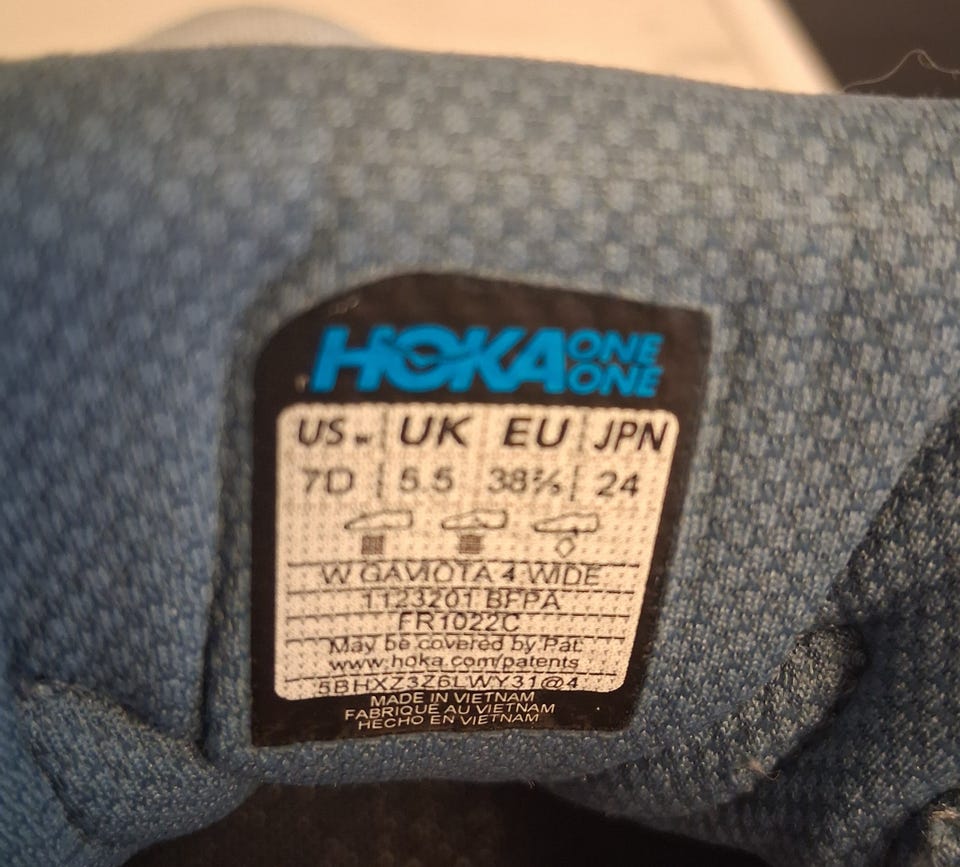 HOKA ONE ONE
US w UK EU JPN
7D 5.5 38⅔ 24
W GAVIOTA 4 WIDE
1123201 BFPA
FR1022C
May be covered by Pat.
www.hoka.com/patents
5BHXZ3Z6LWY31@4
MADE IN VIETNAM
FABRIQUE AU VIETNAM
HECHO EN VIETNAM